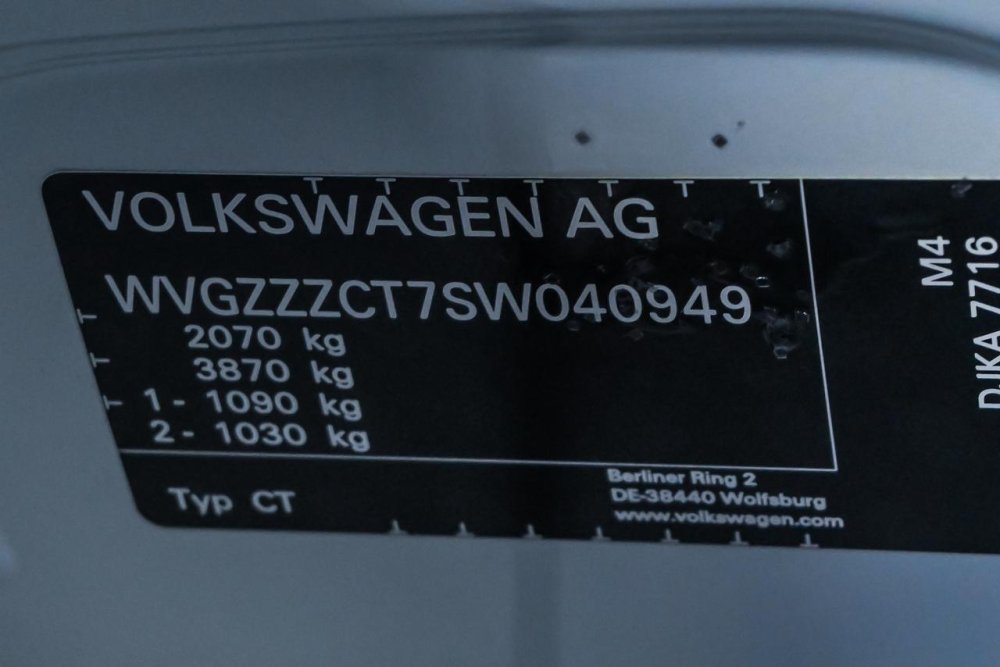 VOLKSWAGEN AG
WVGZZZCT7SW040949
2070 kg
3870 kg
1 - 1090 kg
2 - 1030 kg
Typ CT
Berliner Ring 2
DE-38440 Wolfsburg
www.volkswagen.com
M4
DJKA 7716